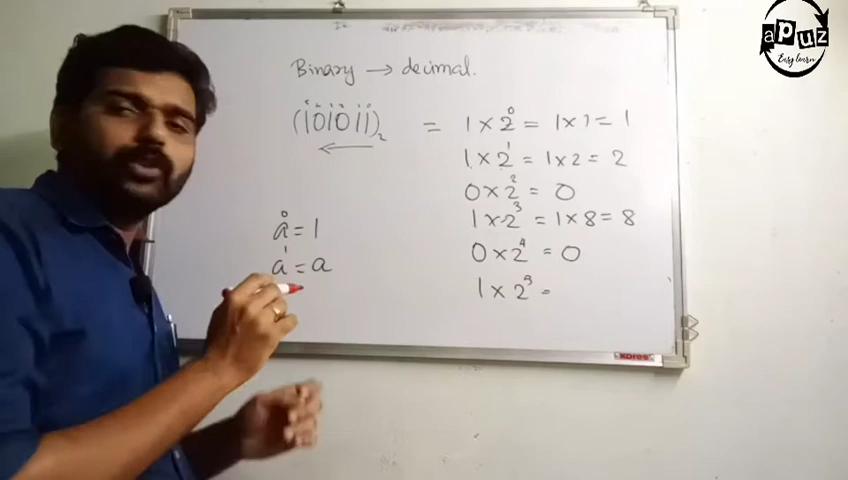 apuz
Easy learn
Binary → decimal.
(101011)₂ = 1 × 2⁰ = 1 × 1 = 1
1 × 2¹ = 1 × 2 = 2
0 × 2² = 0
1 × 2³ = 1 × 8 = 8
0 × 2⁴ = 0
1 × 2⁵ =
a⁰ = 1
a¹ = a
KORES